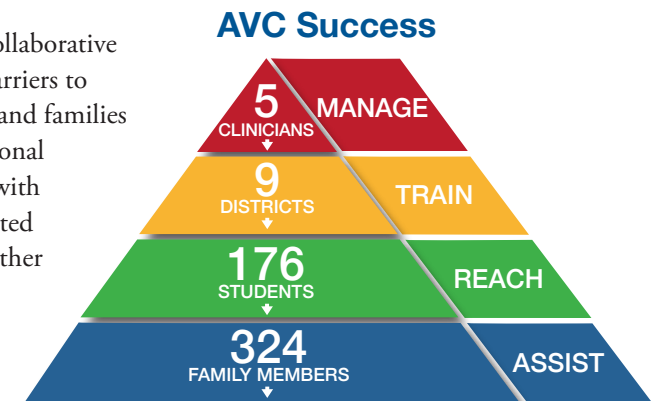 AVC Success
ollaborative
rriers to
and families
onal
with
ted
ther
5
CLINICIANS
MANAGE
9
DISTRICTS
TRAIN
176
STUDENTS
REACH
324
FAMILY MEMBERS
ASSIST